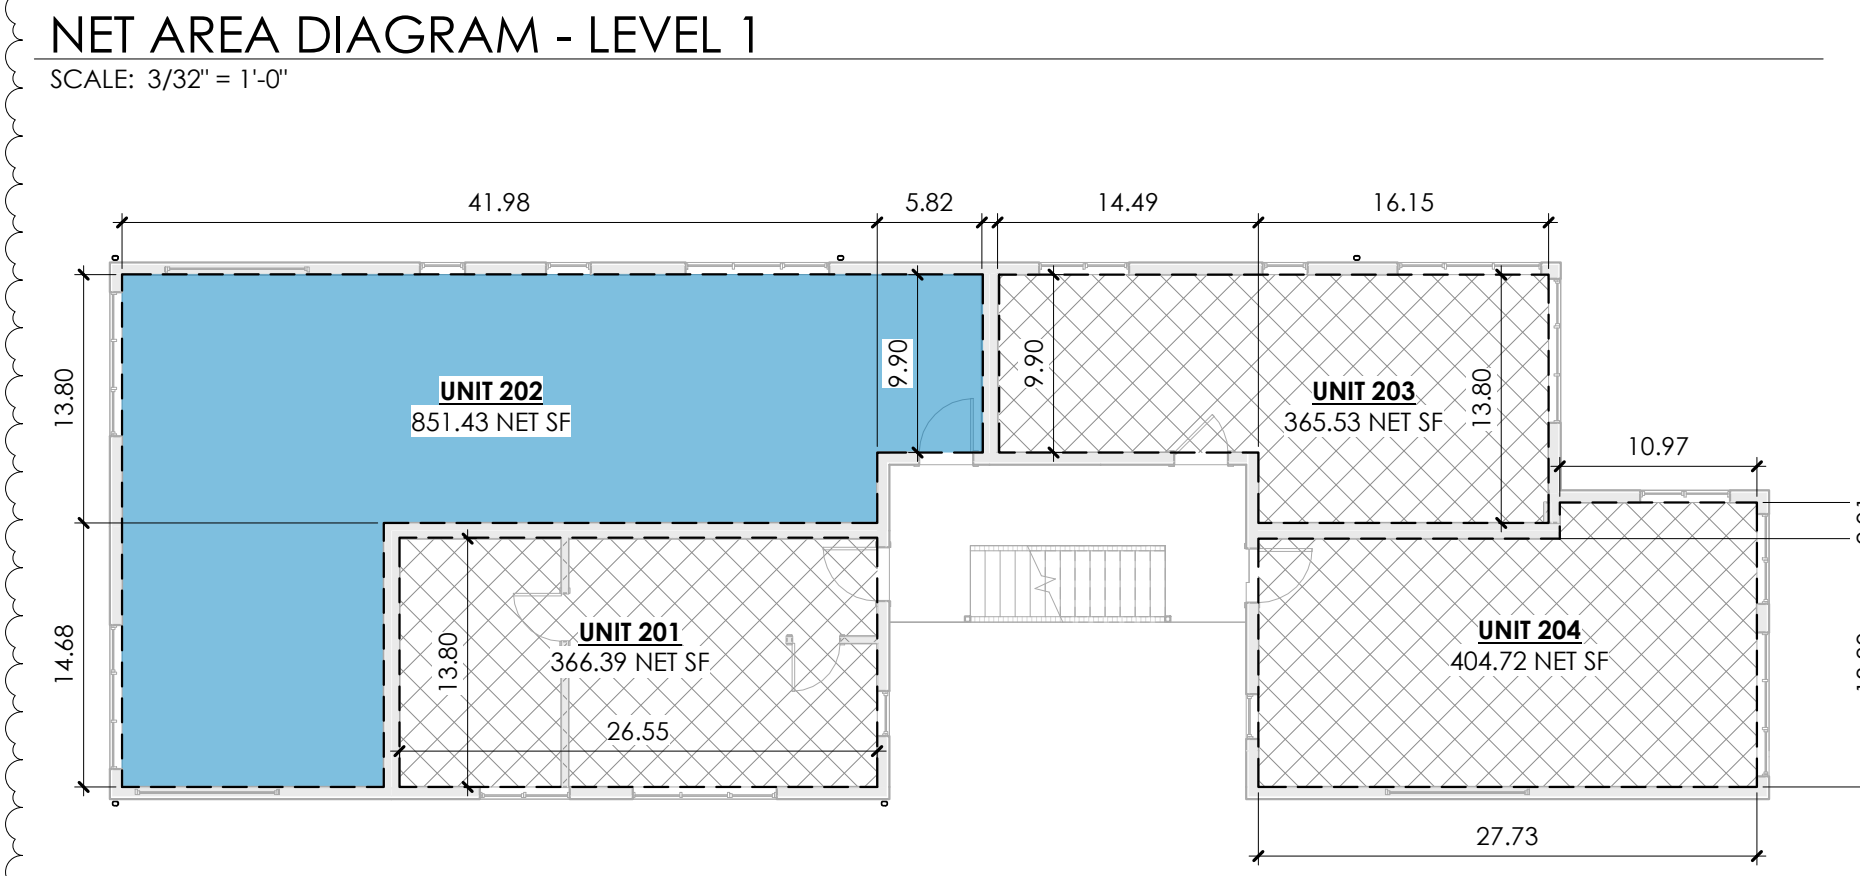 NET AREA DIAGRAM - LEVEL 1
SCALE: 3/32" = 1'-0"
41.98
5.82
14.49
16.15
13.80
9.90
9.90
13.80
UNIT 202
851.43 NET SF
UNIT 203
365.53 NET SF
10.97
14.68
13.80
UNIT 201
366.39 NET SF
26.55
UNIT 204
404.72 NET SF
27.73